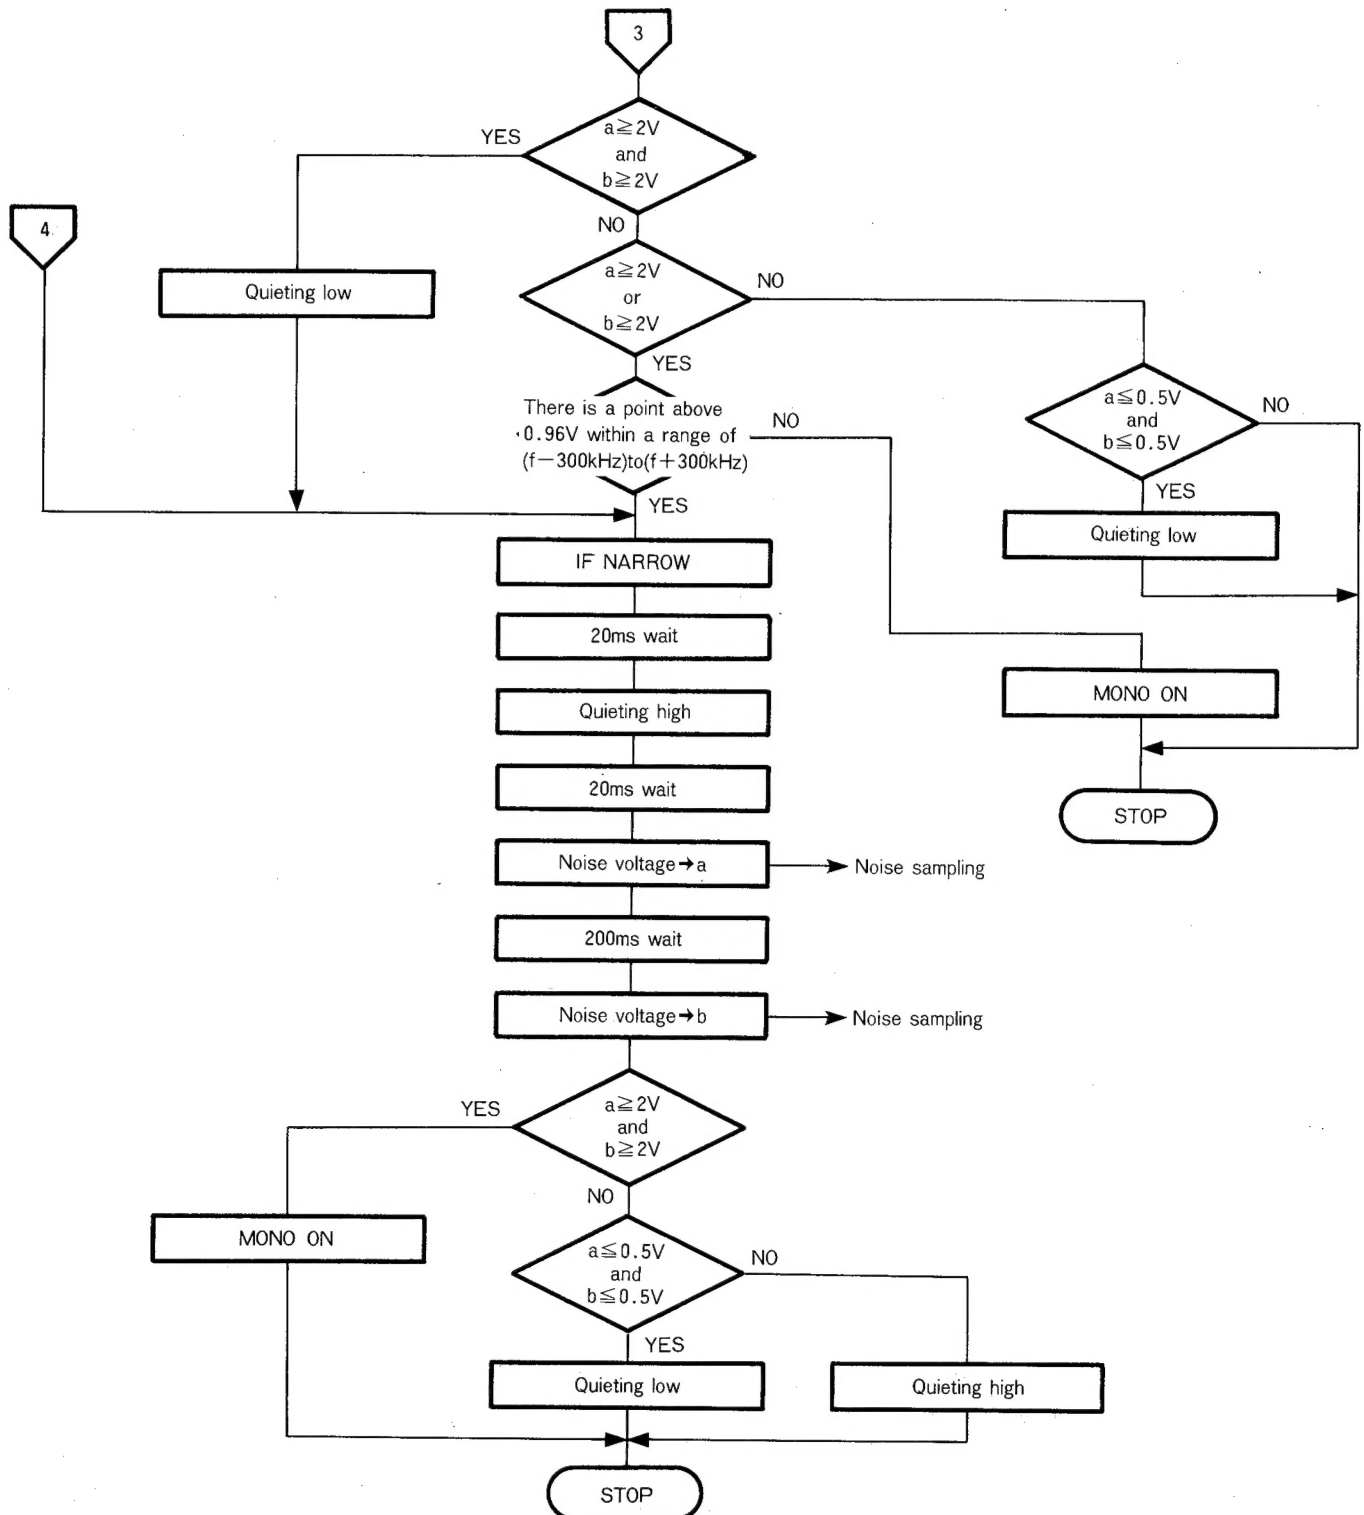 3
a≧2V
and
b≧2V
YES
NO
4
Quieting low
a≧2V
or
b≧2V
NO
YES
There is a point above
0.96V within a range of
(f−300kHz)to(f+300kHz)
NO
YES
a≦0.5V
and
b≦0.5V
NO
YES
Quieting low
IF NARROW
20ms wait
MONO ON
Quieting high
20ms wait
STOP
Noise voltage→a
Noise sampling
200ms wait
Noise voltage→b
Noise sampling
a≧2V
and
b≧2V
YES
NO
MONO ON
a≦0.5V
and
b≦0.5V
NO
YES
Quieting low
Quieting high
STOP